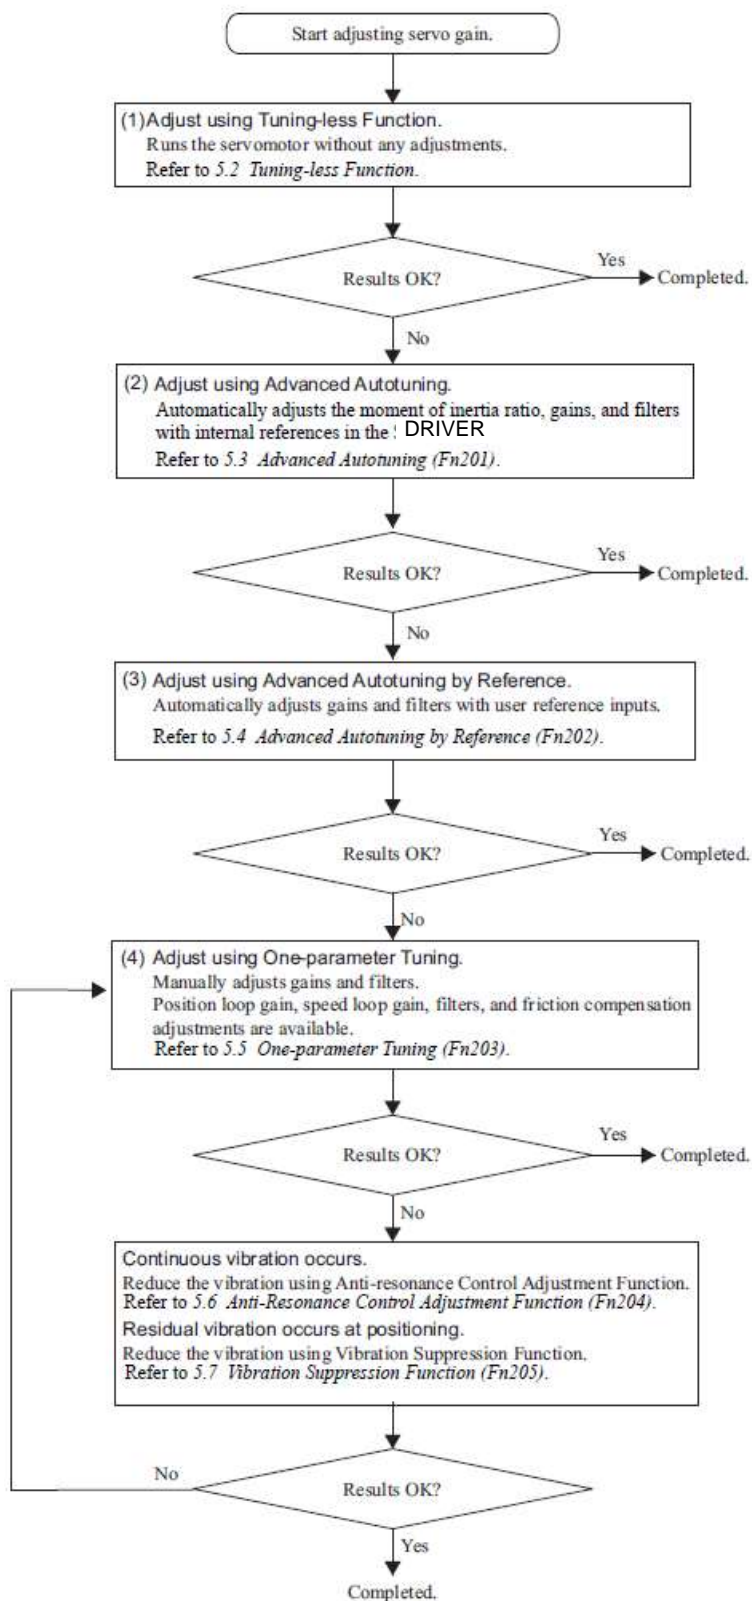 Start adjusting servo gain.
(1) Adjust using Tuning-less Function.
Runs the servomotor without any adjustments.
Refer to 5.2 Tuning-less Function.
Results OK?
Yes
Completed.
No
(2) Adjust using Advanced Autotuning.
Automatically adjusts the moment of inertia ratio, gains, and filters
with internal references in the DRIVER
Refer to 5.3 Advanced Autotuning (Fn201).
Results OK?
Yes
Completed.
No
(3) Adjust using Advanced Autotuning by Reference.
Automatically adjusts gains and filters with user reference inputs.
Refer to 5.4 Advanced Autotuning by Reference (Fn202).
Results OK?
Yes
Completed.
No
(4) Adjust using One-parameter Tuning.
Manually adjusts gains and filters.
Position loop gain, speed loop gain, filters, and friction compensation
adjustments are available.
Refer to 5.5 One-parameter Tuning (Fn203).
Results OK?
Yes
Completed.
No
Continuous vibration occurs.
Reduce the vibration using Anti-resonance Control Adjustment Function.
Refer to 5.6 Anti-Resonance Control Adjustment Function (Fn204).
Residual vibration occurs at positioning.
Reduce the vibration using Vibration Suppression Function.
Refer to 5.7 Vibration Suppression Function (Fn205).
No
Results OK?
Yes
Completed.